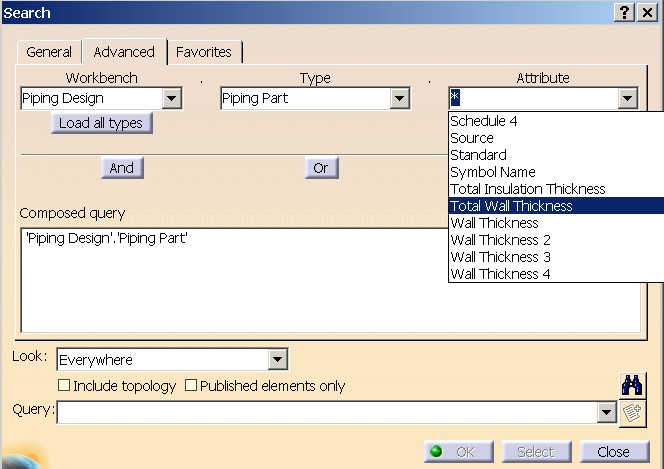 Search
General Advanced Favorites
Workbench . Type . Attribute
Piping Design Piping Part *
Load all types
Schedule 4
Source
Standard
Symbol Name
Total Insulation Thickness
Total Wall Thickness
Wall Thickness
Wall Thickness 2
Wall Thickness 3
Wall Thickness 4
And Or
Composed query
'Piping Design'.'Piping Part'
Look: Everywhere
Include topology Published elements only
Query:
OK Select Close